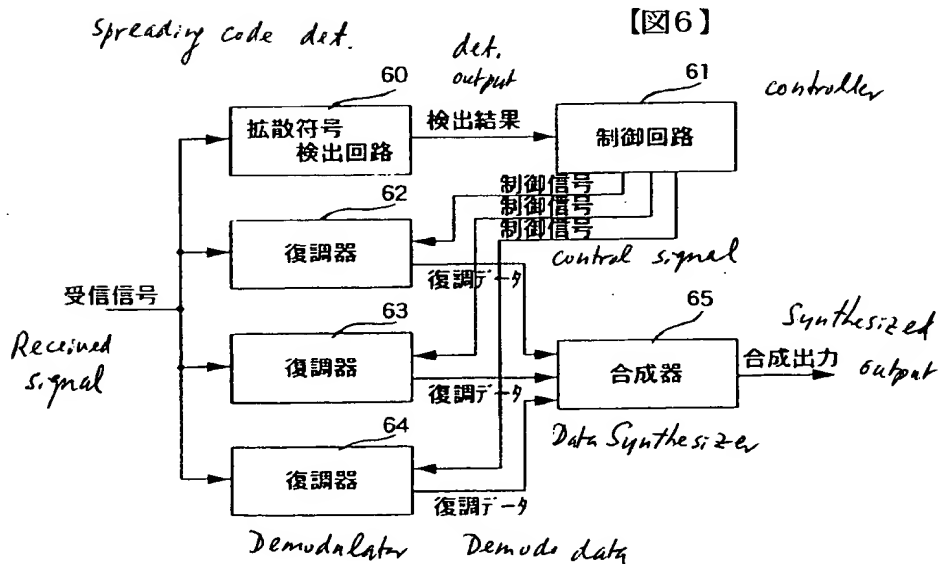 Spreading code det.
【図6】
det.
output
60
61
controller
拡散符号
検出回路
検出結果
制御回路
制御信号
制御信号
制御信号
62
復調器
control signal
復調データ
受信信号
63
65
Synthesized
Received
signal
復調器
合成器
合成出力
output
復調データ
64
Data Synthesizer
復調器
復調データ
Demodulator
Demode data